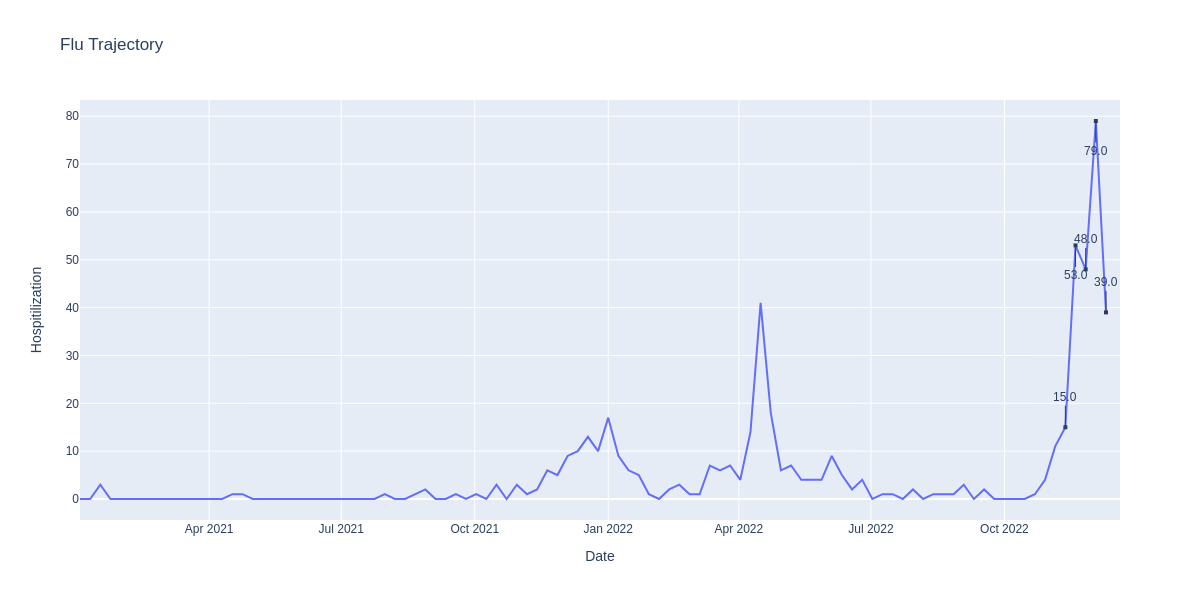 Flu Trajectory
80
70
60
50
40
30
20
10
0
Hospitilization
79.0
48.0
53.0
39.0
15.0
Apr 2021
Jul 2021
Oct 2021
Jan 2022
Apr 2022
Jul 2022
Oct 2022
Date